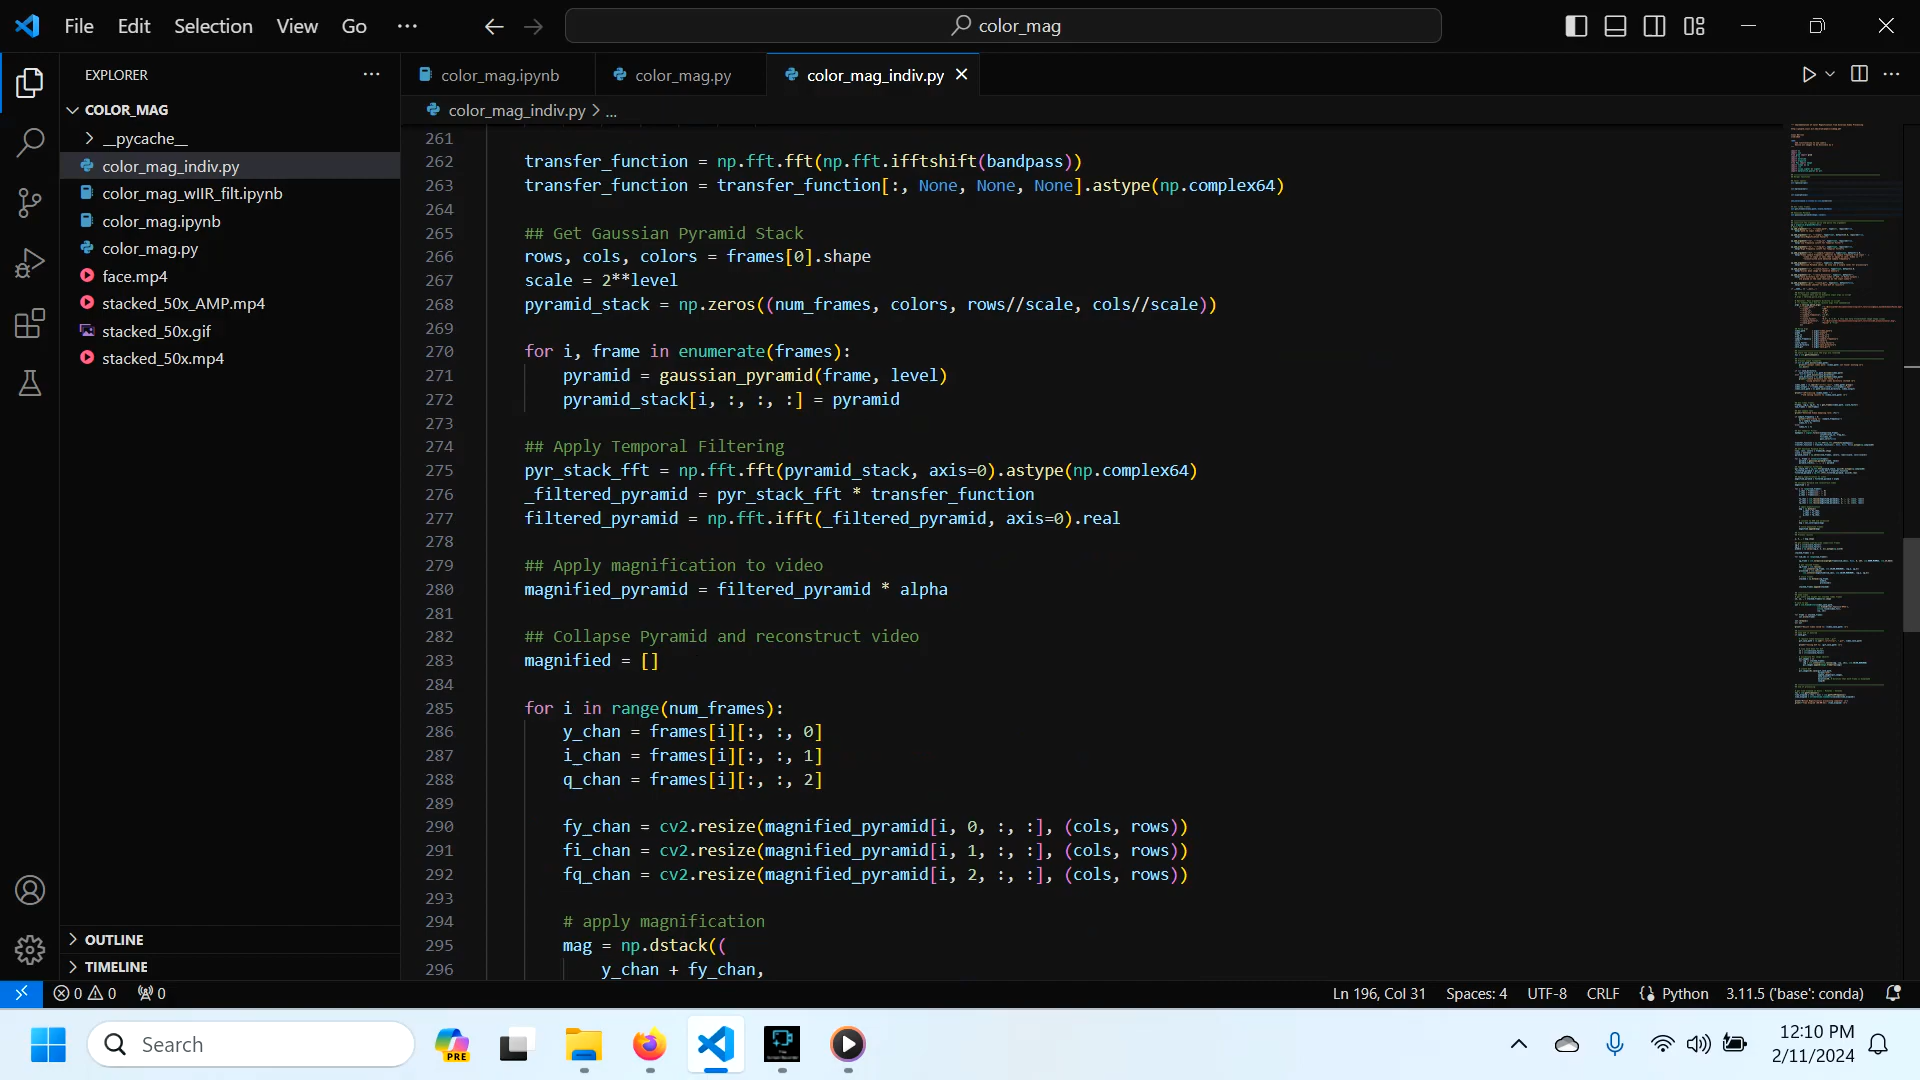 File Edit Selection View Go ···
color_mag
EXPLORER ···
COLOR_MAG
__pycache__
color_mag_indiv.py
color_mag_wIIR_filt.ipynb
color_mag.ipynb
color_mag.py
face.mp4
stacked_50x_AMP.mp4
stacked_50x.gif
stacked_50x.mp4
OUTLINE
TIMELINE
color_mag.ipynb color_mag.py color_mag_indiv.py
color_mag_indiv.py > ...
261
262 transfer_function = np.fft.fft(np.fft.ifftshift(bandpass))
263 transfer_function = transfer_function[:, None, None, None].astype(np.complex64)
264
265 ## Get Gaussian Pyramid Stack
266 rows, cols, colors = frames[0].shape
267 scale = 2**level
268 pyramid_stack = np.zeros((num_frames, colors, rows//scale, cols//scale))
269
270 for i, frame in enumerate(frames):
271 pyramid = gaussian_pyramid(frame, level)
272 pyramid_stack[i, :, :, :] = pyramid
273
274 ## Apply Temporal Filtering
275 pyr_stack_fft = np.fft.fft(pyramid_stack, axis=0).astype(np.complex64)
276 _filtered_pyramid = pyr_stack_fft * transfer_function
277 filtered_pyramid = np.fft.ifft(_filtered_pyramid, axis=0).real
278
279 ## Apply magnification to video
280 magnified_pyramid = filtered_pyramid * alpha
281
282 ## Collapse Pyramid and reconstruct video
283 magnified = []
284
285 for i in range(num_frames):
286 y_chan = frames[i][:, :, 0]
287 i_chan = frames[i][:, :, 1]
288 q_chan = frames[i][:, :, 2]
289
290 fy_chan = cv2.resize(magnified_pyramid[i, 0, :, :], (cols, rows))
291 fi_chan = cv2.resize(magnified_pyramid[i, 1, :, :], (cols, rows))
292 fq_chan = cv2.resize(magnified_pyramid[i, 2, :, :], (cols, rows))
293
294 # apply magnification
295 mag = np.dstack((
296 y_chan + fy_chan,
0 0 0 Ln 196, Col 31 Spaces: 4 UTF-8 CRLF Python 3.11.5 ('base': conda)
Search PRE
12:10 PM
2/11/2024